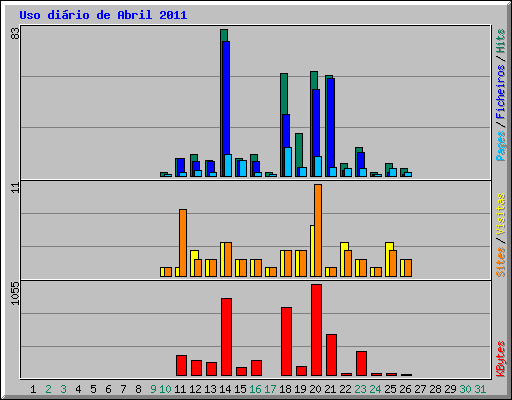 Uso diário de Abril 2011
83
Pages / Ficheiros / Hits
11
Sites / Visitas
1055
KBytes
1 2 3 4 5 6 7 8 9 10 11 12 13 14 15 16 17 18 19 20 21 22 23 24 25 26 27 28 29 30 31